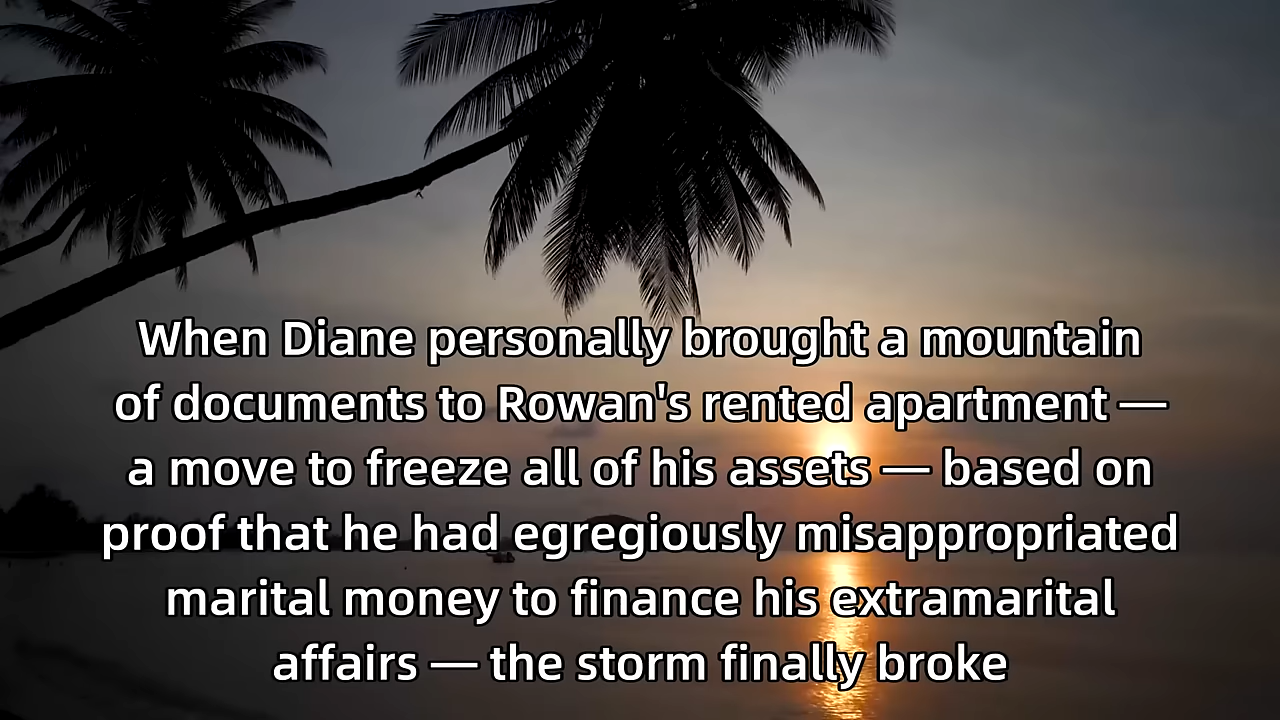 When Diane personally brought a mountain
of documents to Rowan's rented apartment —
a move to freeze all of his assets — based on
proof that he had egregiously misappropriated
marital money to finance his extramarital
affairs — the storm finally broke